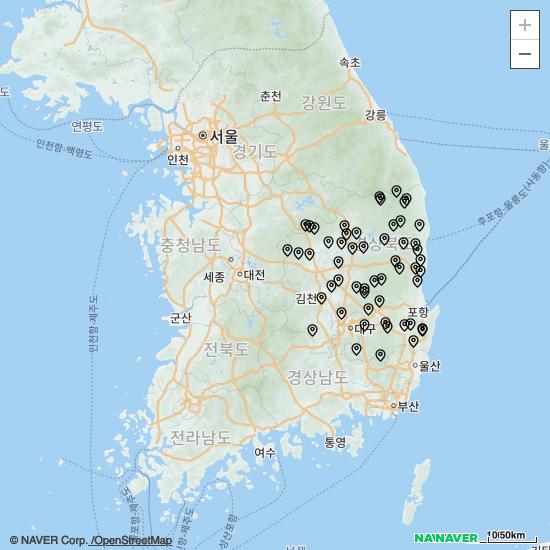 +
−
속초
춘천
강원도
강릉
도
연평도
서울
경기도
인천
인천항-백령도
울
후포항-울릉도(사동항)
충청남도
상북
세종
대전
김천
군산
포항
대구
전라북도
경상남도
울산
부산
인천항-제주도
전라남도
여수
통영
© NAVER Corp. /OpenStreetMap
NAVER
10/50km